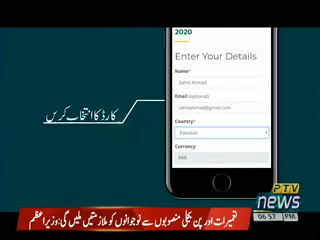 2020
Enter Your Details
Name*
Zahid Ahmad
Email (optional)
zahidahmad@gmail.com
Country*
Pakistan
Currency
PKR
کارڈ کا انتخاب کریں
PTV
news
06:57 PM
تعمیرات اور پن بجلی منصوبوں سے نوجوانوں کو ملازمتیں ملیں گی:وزیراعظم